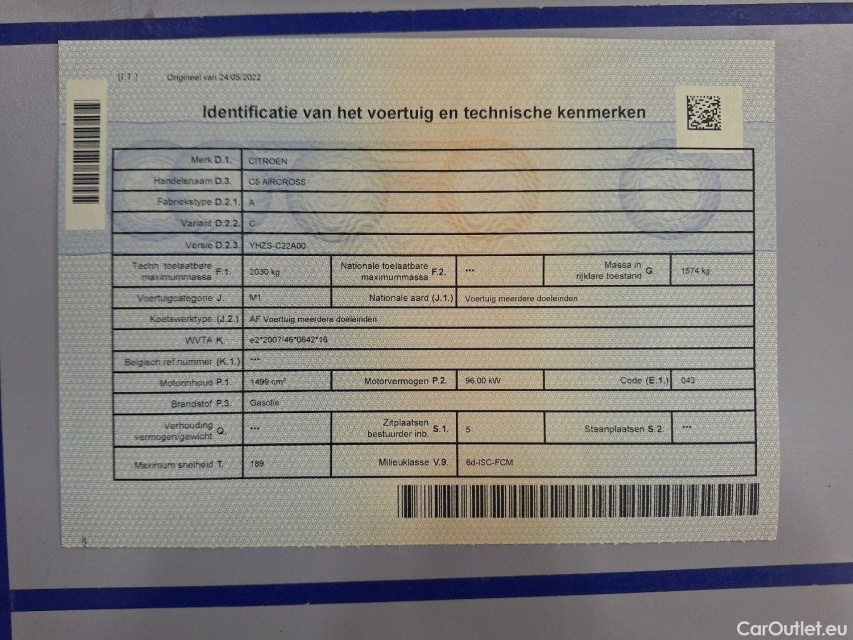 (I.1.) Origineel van 24/05/2022
Identificatie van het voertuig en technische kenmerken
Merk D.1. CITROEN
Handelsnaam D.3. C5 AIRCROSS
Fabriekstype D.2.1. A
Variant D.2.2. C
Versie D.2.3. YHZS-C22A00
Techn toelaatbare maximummassa F.1. 2030 kg Nationale toelaatbare maximummassa F.2. *** Massa in rijklare toestand G. 1574 kg
Voertuigcategorie J. M1 Nationale aard (J.1.) Voertuig meerdere doeleinden
Koetswerktype (J.2.) AF Voertuig meerdere doeleinden
WVTA K. e2*2007/46*0642*16
Belgisch ref.nummer (K.1.) ***
Motorinhoud P.1. 1499 cm³ Motorvermogen P.2. 96,00 kW Code (E.1.) 043
Brandstof P.3. Gasolie
Verhouding vermogen/gewicht Q. *** Zitplaatsen bestuurder inb. S.1. 5 Staanplaatsen S.2. ***
Maximum snelheid T. 189 Milieuklasse V.9. 6d-ISC-FCM
CarOutlet.eu